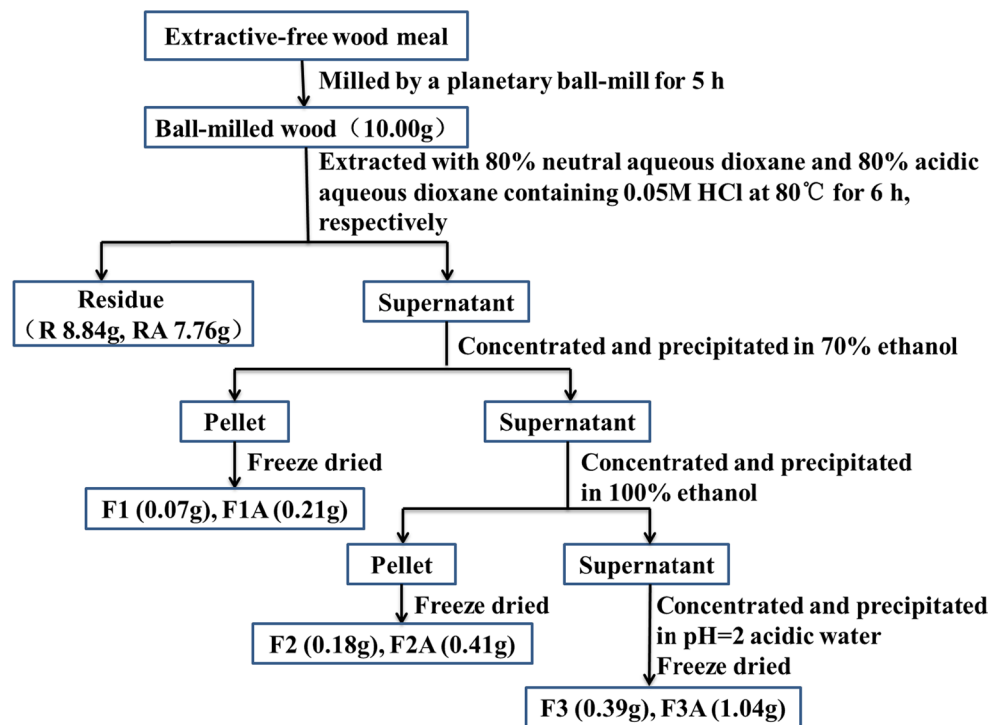 Extractive-free wood meal
Milled by a planetary ball-mill for 5 h
Ball-milled wood（10.00g）
Extracted with 80% neutral aqueous dioxane and 80% acidic
aqueous dioxane containing 0.05M HCl at 80℃ for 6 h,
respectively
Residue
（R 8.84g, RA 7.76g）
Supernatant
Concentrated and precipitated in 70% ethanol
Pellet
Supernatant
Freeze dried
Concentrated and precipitated
in 100% ethanol
F1 (0.07g), F1A (0.21g)
Pellet
Supernatant
Freeze dried
Concentrated and precipitated
in pH=2 acidic water
Freeze dried
F2 (0.18g), F2A (0.41g)
F3 (0.39g), F3A (1.04g)